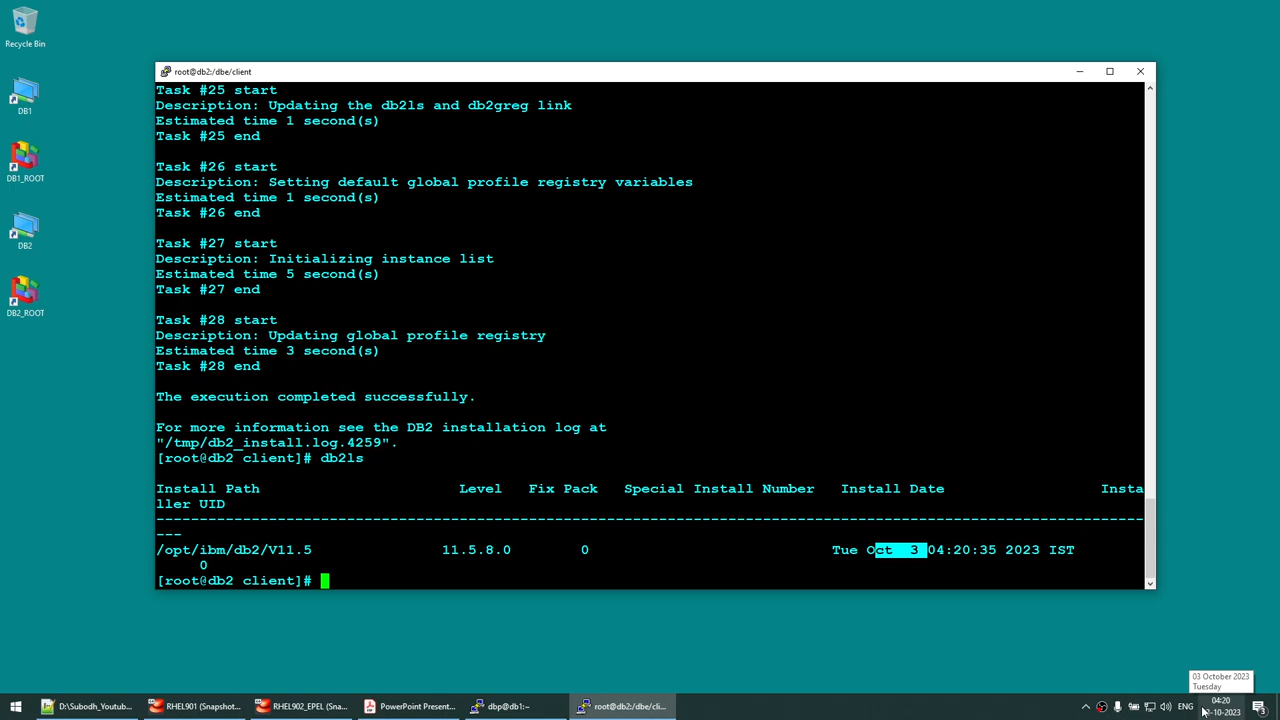 Recycle Bin
DB1
DB1_ROOT
DB2
DB2_ROOT
root@db2:/dbe/client
Task #25 start
Description: Updating the db2ls and db2greg link
Estimated time 1 second(s)
Task #25 end
Task #26 start
Description: Setting default global profile registry variables
Estimated time 1 second(s)
Task #26 end
Task #27 start
Description: Initializing instance list
Estimated time 5 second(s)
Task #27 end
Task #28 start
Description: Updating global profile registry
Estimated time 3 second(s)
Task #28 end
The execution completed successfully.
For more information see the DB2 installation log at
"/tmp/db2_install.log.4259".
[root@db2 client]# db2ls
Install Path Level Fix Pack Special Install Number Install Date Insta
ller UID
---------------------------------------------------------------------------------------------------------------------
---
/opt/ibm/db2/V11.5 11.5.8.0 0 Tue Oct 3 04:20:35 2023 IST
0
[root@db2 client]#
03 October 2023
Tuesday
D:\Subodh_Youtub...
RHEL901 (Snapshot...
RHEL902_EPEL (Sna...
PowerPoint Present...
dbp@db1:~
root@db2:/dbe/cli...
ENG
04:20
-10-2023
3